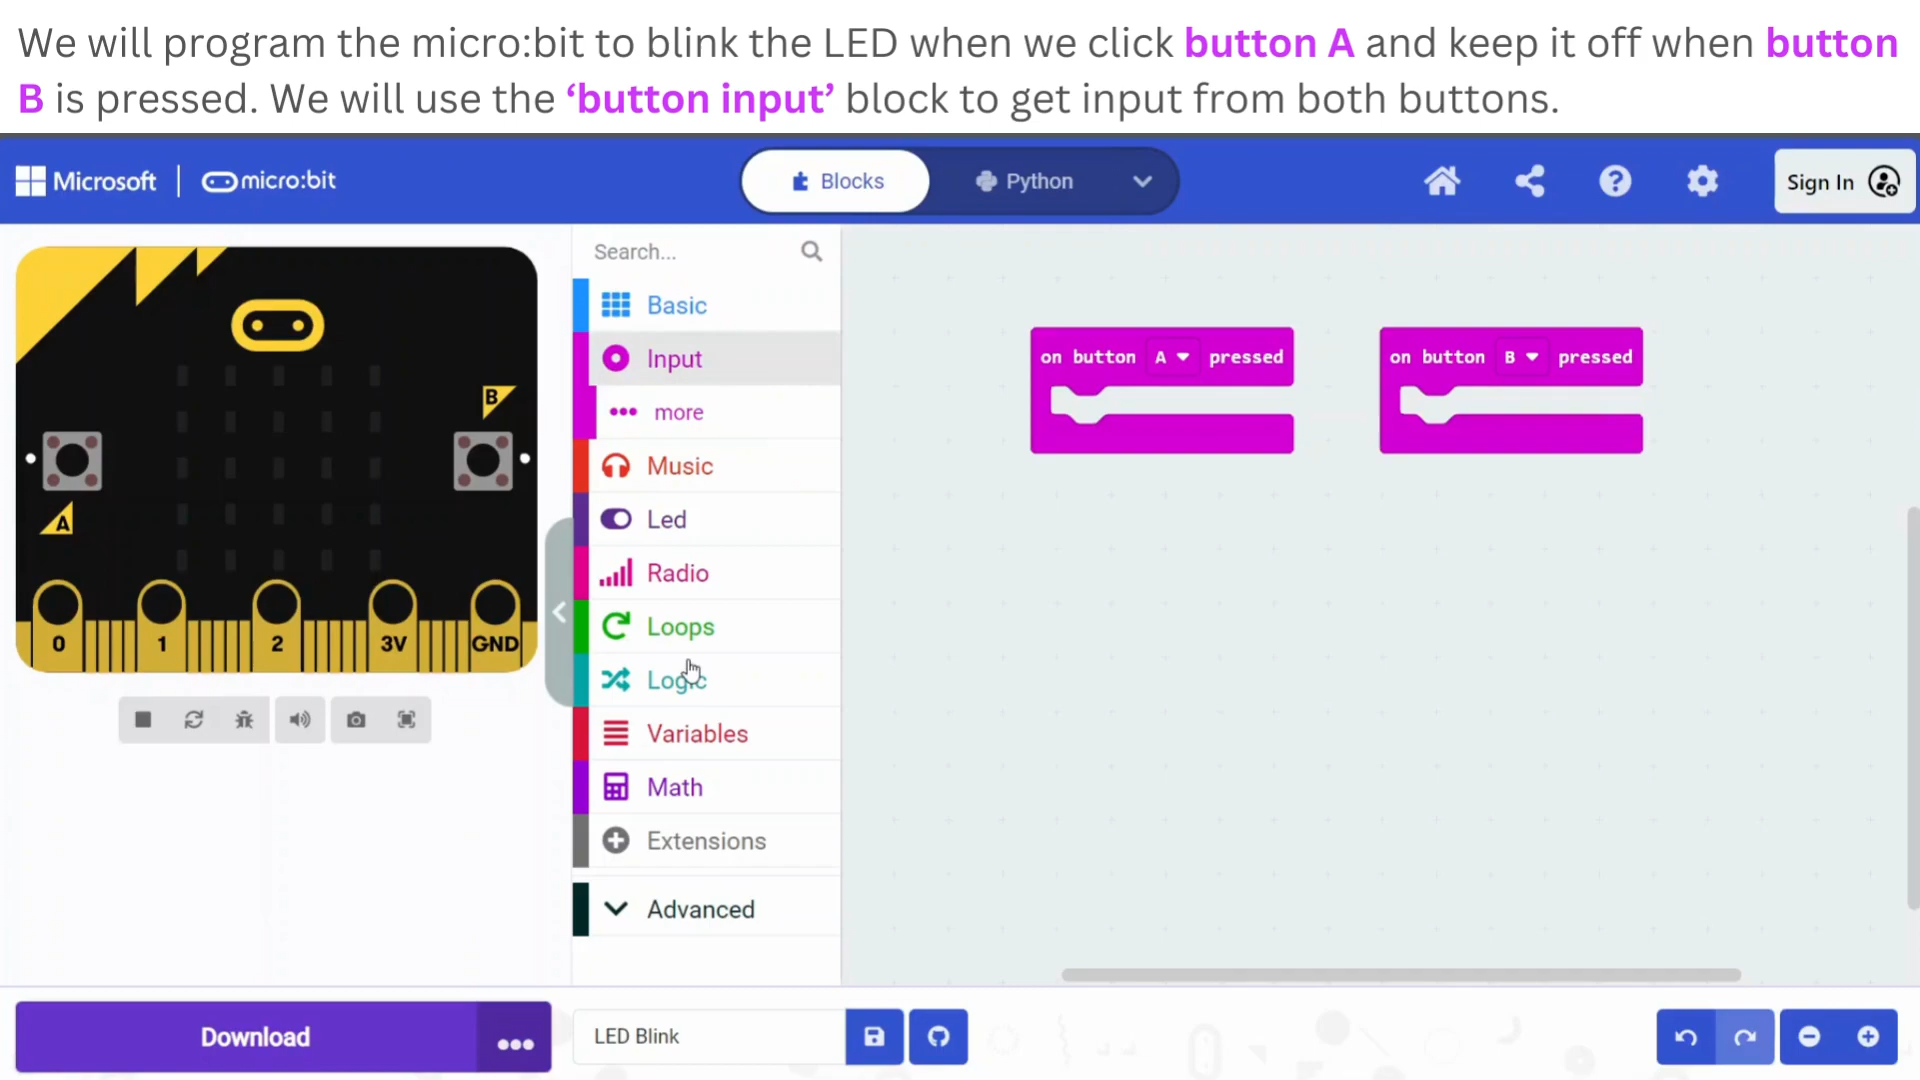 We will program the micro:bit to blink the LED when we click button A and keep it off when button
B is pressed. We will use the ‘button input’ block to get input from both buttons.
Microsoft | micro:bit
Blocks
Python
Sign In
Search...
Basic
Input
more
Music
Led
Radio
Loops
Logic
Variables
Math
Extensions
Advanced
B
A
0 1 2 3V GND
on button A pressed
on button B pressed
Download
LED Blink